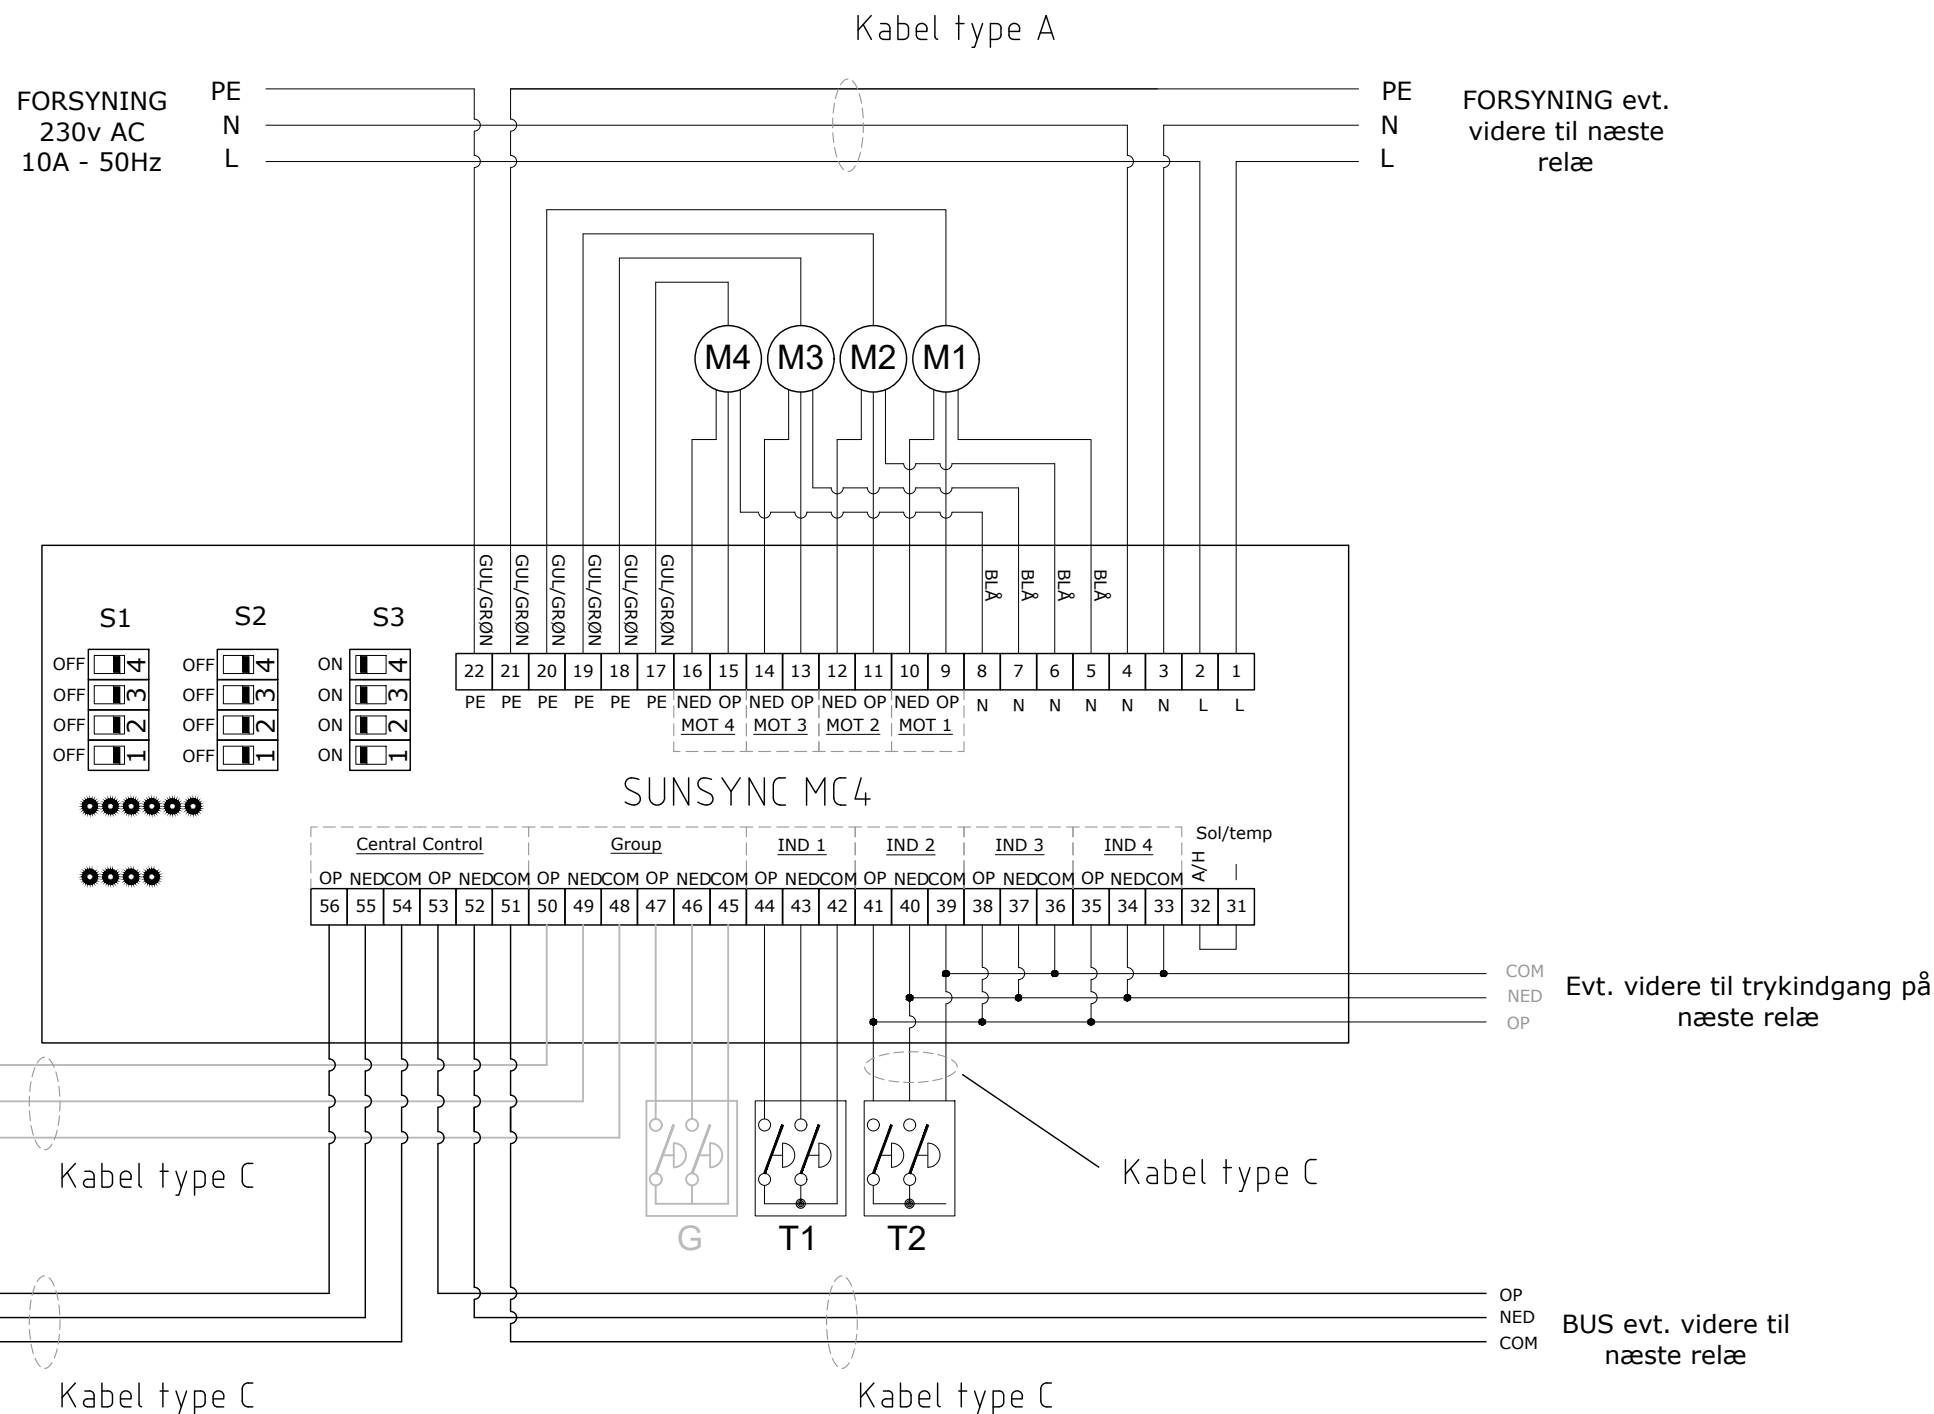 Kabel type A
FORSYNING
230v AC
10A - 50Hz
PE
N
L
PE
N
L
FORSYNING evt.
videre til næste
relæ
M4 M3 M2 M1
GUL/GRØN GUL/GRØN GUL/GRØN GUL/GRØN GUL/GRØN GUL/GRØN BLÅ BLÅ BLÅ BLÅ
S1 S2 S3
OFF 4 OFF 4 ON 4
OFF 3 OFF 3 ON 3
OFF 2 OFF 2 ON 2
OFF 1 OFF 1 ON 1
22 21 20 19 18 17 16 15 14 13 12 11 10 9 8 7 6 5 4 3 2 1
PE PE PE PE PE PE NED OP NED OP NED OP NED OP N N N N N N L L
MOT 4 MOT 3 MOT 2 MOT 1
SUNSYNC MC4
Central Control Group IND 1 IND 2 IND 3 IND 4 Sol/temp
OP NED COM OP NED COM OP NED COM OP NED COM OP NED COM OP NED COM OP NED COM OP NED COM A/H —
56 55 54 53 52 51 50 49 48 47 46 45 44 43 42 41 40 39 38 37 36 35 34 33 32 31
COM
NED
OP
Evt. videre til trykindgang på
næste relæ
Kabel type C
Kabel type C
G T1 T2
OP
NED
COM
BUS evt. videre til
næste relæ
Kabel type C
Kabel type C